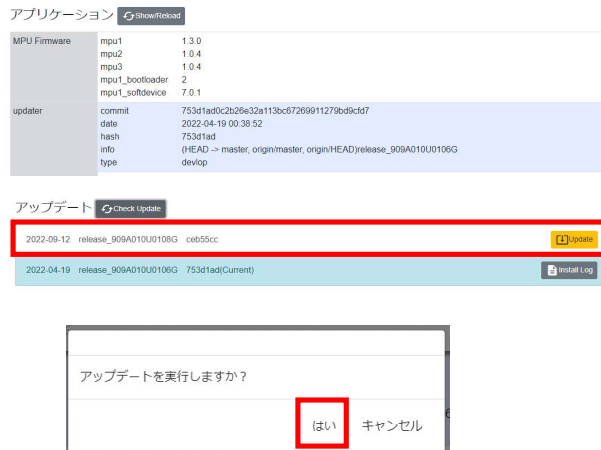 アプリケーション Show/Reload
MPU Firmware mpu1 1.3.0
mpu2 1.0.4
mpu3 1.0.4
mpu1_bootloader 2
mpu1_softdevice 7.0.1
updater commit 753d1ad0c2b26e32a113bc67269911279bd9cfd7
date 2022-04-19 00:38:52
hash 753d1ad
info (HEAD -> master, origin/master, origin/HEAD)release_909A010U0106G
type devlop
アップデート Check Update
2022-09-12 release_909A010U0108G ceb55cc Update
2022-04-19 release_909A010U0106G 753d1ad(Current) Install Log
アップデートを実行しますか？
はい キャンセル